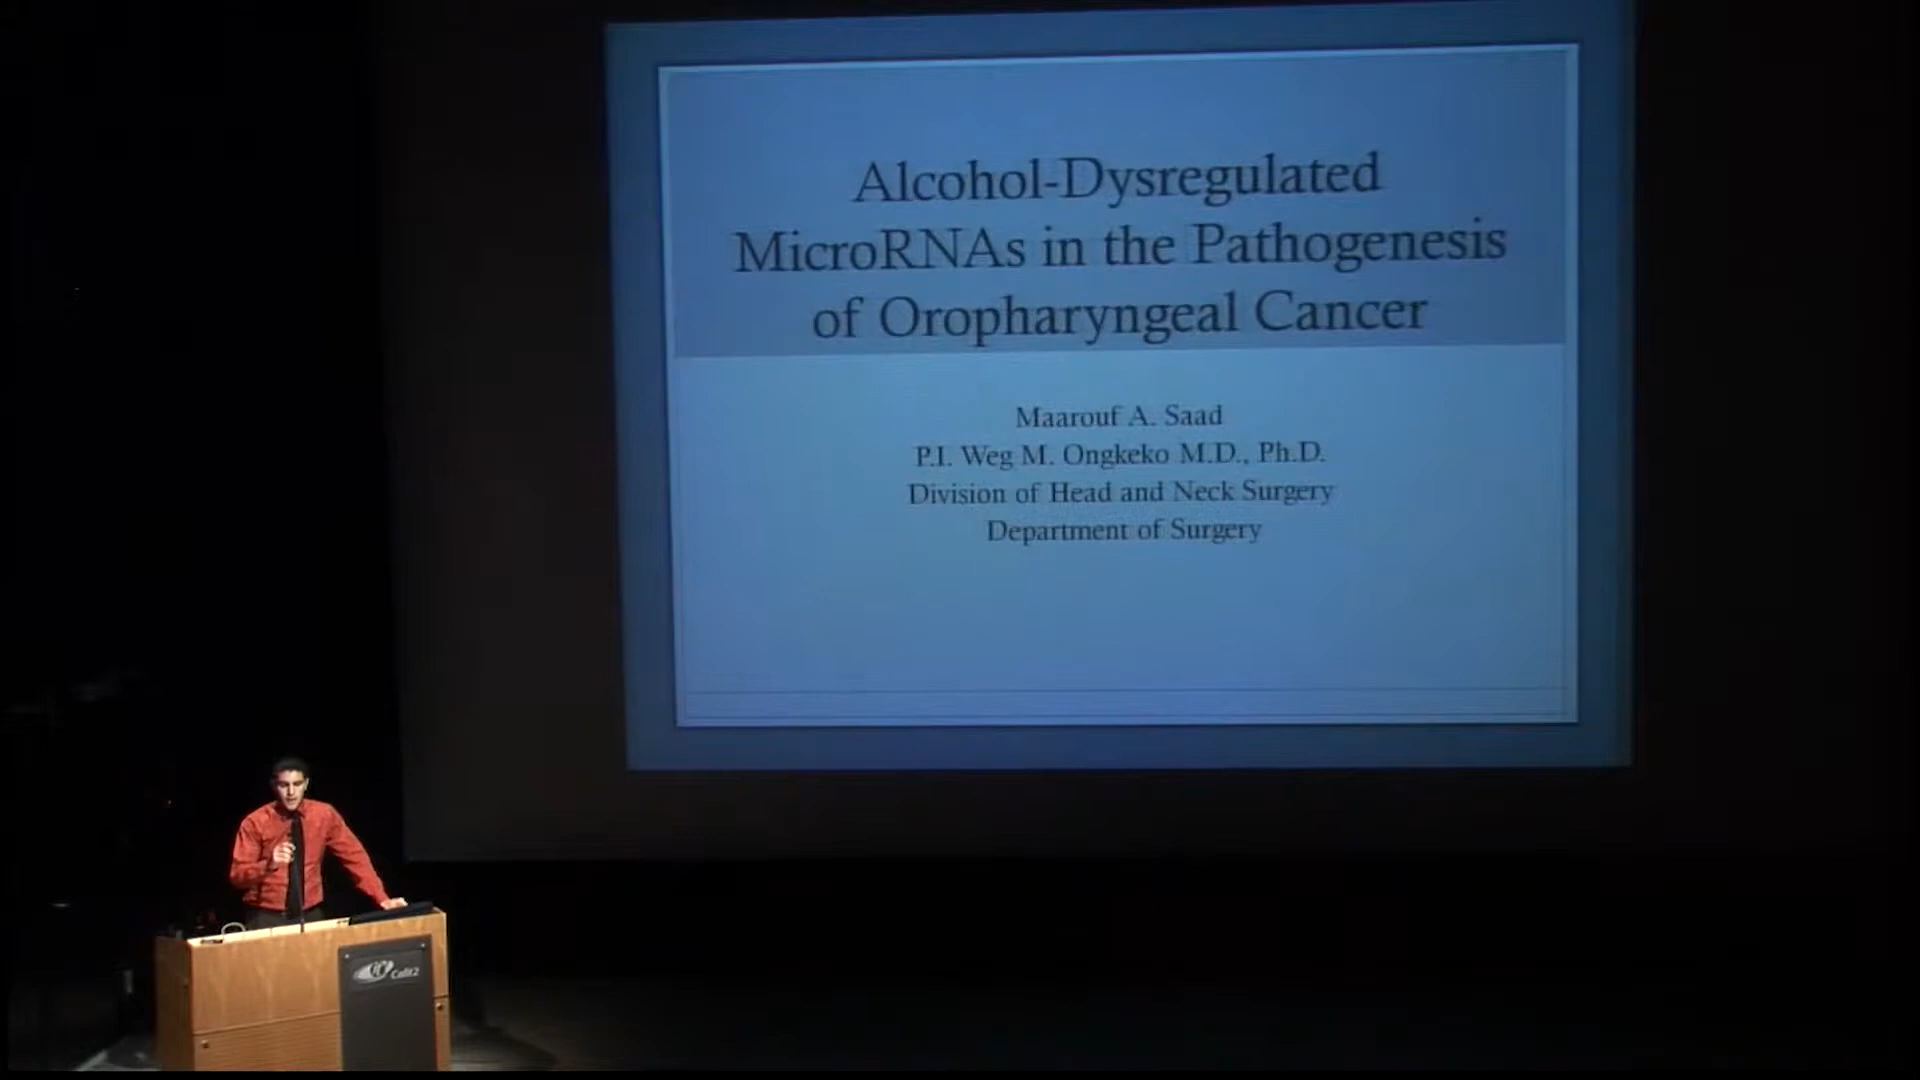 Alcohol-Dysregulated
MicroRNAs in the Pathogenesis
of Oropharyngeal Cancer
Maarouf A. Saad
P.I. Weg M. Ongkeko M.D., Ph.D.
Division of Head and Neck Surgery
Department of Surgery
Calit2